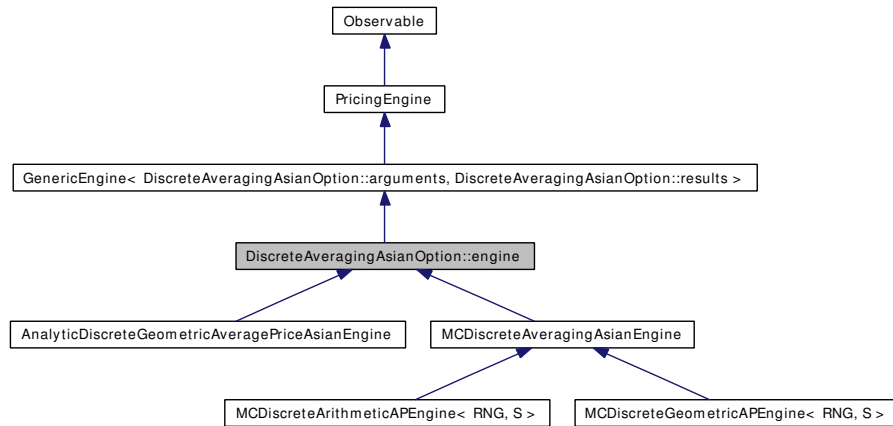 Observable
PricingEngine
GenericEngine< DiscreteAveragingAsianOption::arguments, DiscreteAveragingAsianOption::results >
DiscreteAveragingAsianOption::engine
AnalyticDiscreteGeometricAveragePriceAsianEngine
MCDiscreteAveragingAsianEngine
MCDiscreteArithmeticAPEngine< RNG, S >
MCDiscreteGeometricAPEngine< RNG, S >